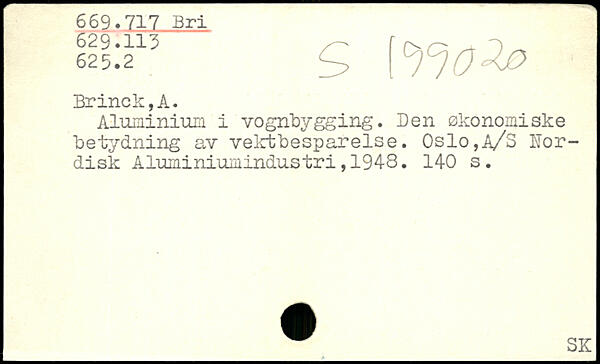 669.717 Bri
629.113
625.2
S 199020
Brinck,A.
Aluminium i vognbygging. Den økonomiske
betydning av vektbesparelse. Oslo,A/S Nor-
disk Aluminiumindustri,1948. 140 s.
SK